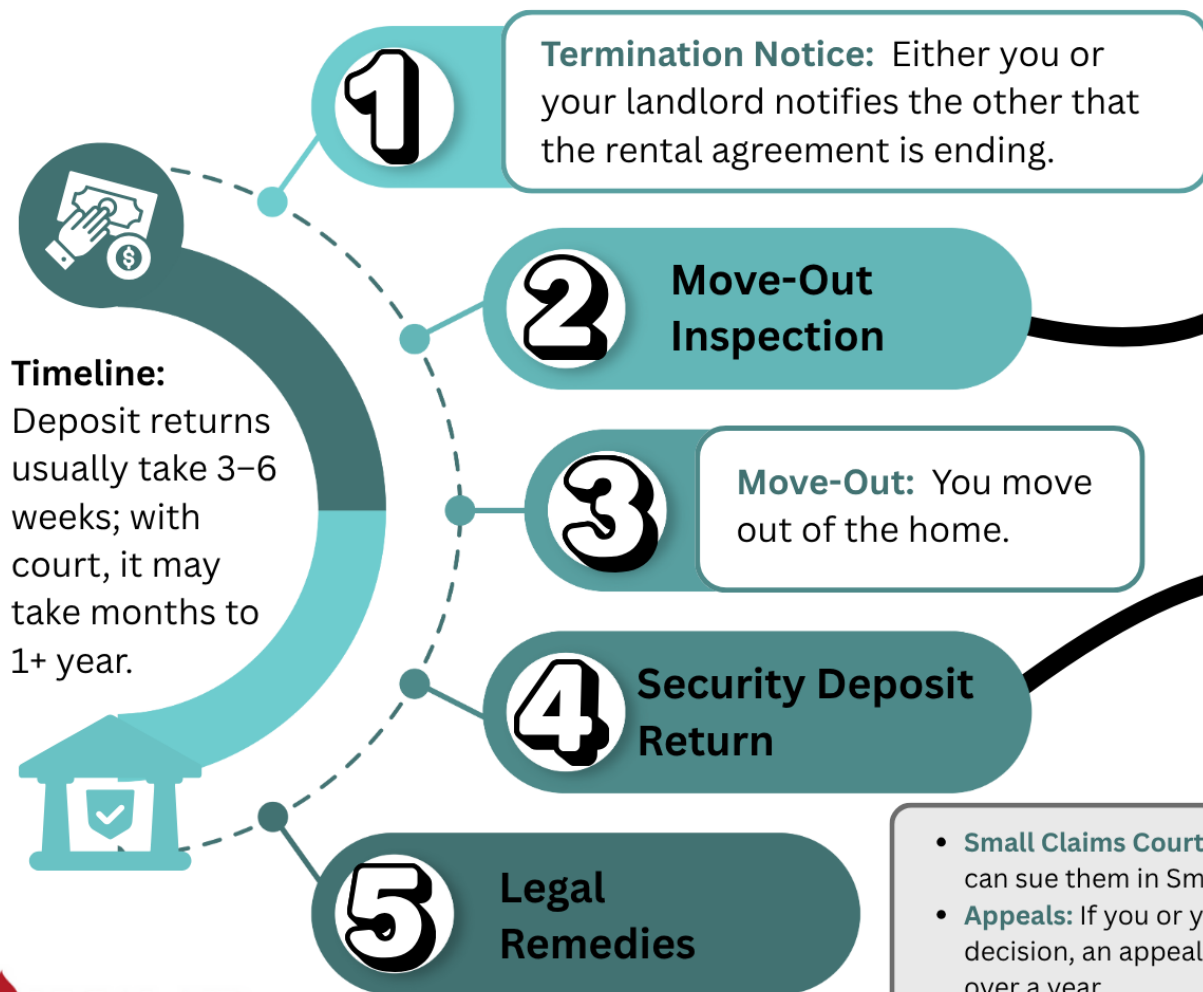 1
Termination Notice: Either you or
your landlord notifies the other that
the rental agreement is ending.
2
Move-Out
Inspection
Timeline:
Deposit returns
usually take 3–6
weeks; with
court, it may
take months to
1+ year.
3
Move-Out: You move
out of the home.
4
Security Deposit
Return
5
Legal
Remedies
• Small Claims Court
can sue them in Sm
• Appeals: If you or y
decision, an appeal
over a year
$